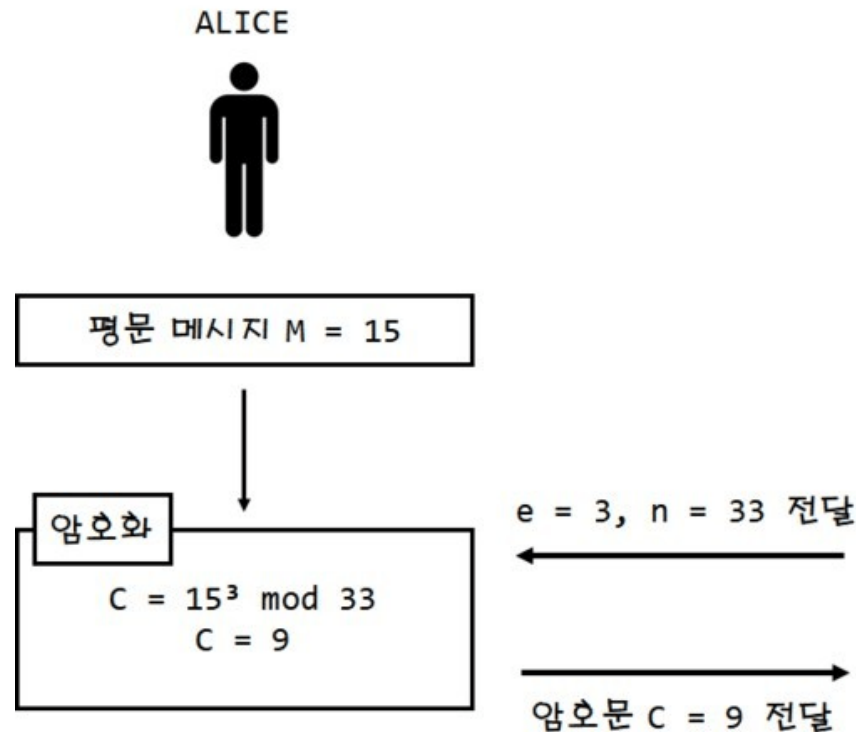 ALICE
평문 메시지 M = 15
암호화
C = 15³ mod 33
C = 9
e = 3, n = 33 전달
암호문 C = 9 전달